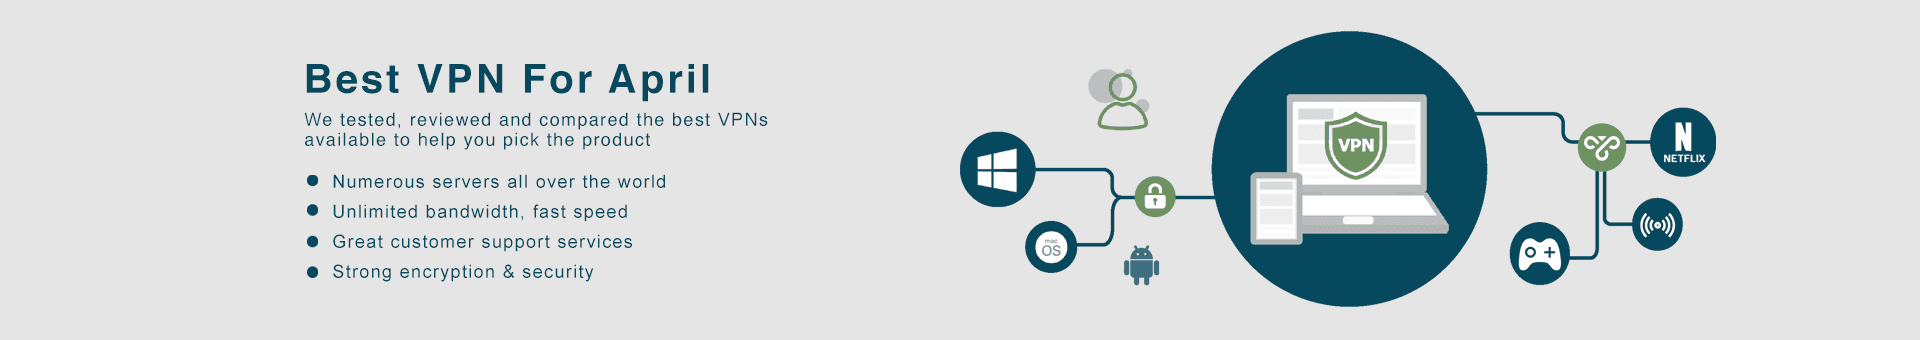 Best VPN For April
We tested, reviewed and compared the best VPNs
available to help you pick the product
Numerous servers all over the world
Unlimited bandwidth, fast speed
Great customer support services
Strong encryption & security
mac
OS
VPN
N
NETFLIX